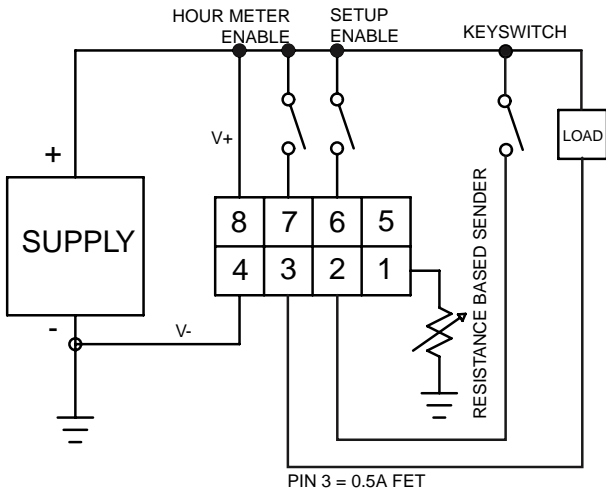 HOUR METER
ENABLE
SETUP
ENABLE
KEYSWITCH
V+
LOAD
+
SUPPLY
-
8 7 6 5
4 3 2 1
V-
RESISTANCE BASED SENDER
PIN 3 = 0.5A FET